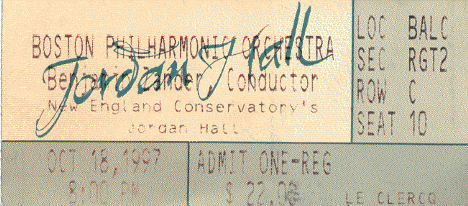 BOSTON PHILHARMONIC ORCHESTRA
Benjamin Zander, Conductor
New England Conservatory's
Jordan Hall
Jordan Hall
LOC BALC
SEC RGT2
ROW C
SEAT 10
OCT 18, 1997
8:00 PM
ADMIT ONE-REG
$ 22.00
LE CLERCQ